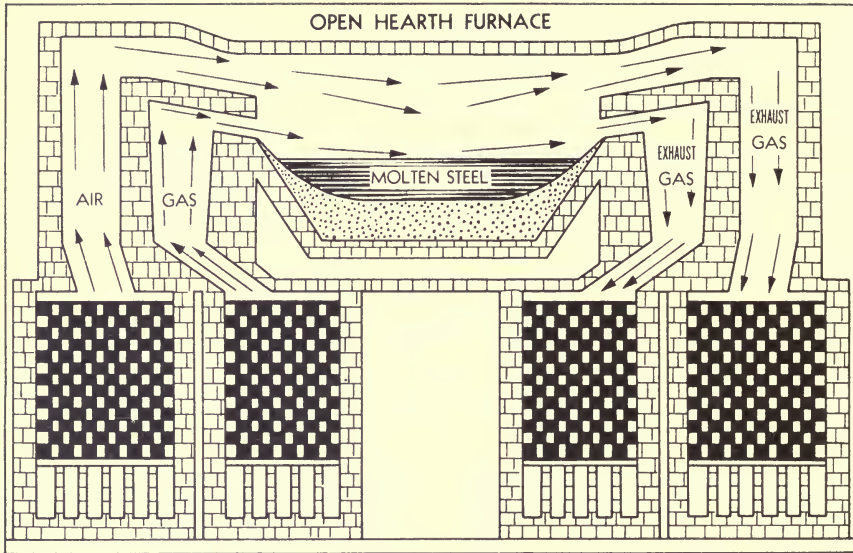 OPEN HEARTH FURNACE
AIR
GAS
MOLTEN STEEL
EXHAUST
GAS
EXHAUST
GAS